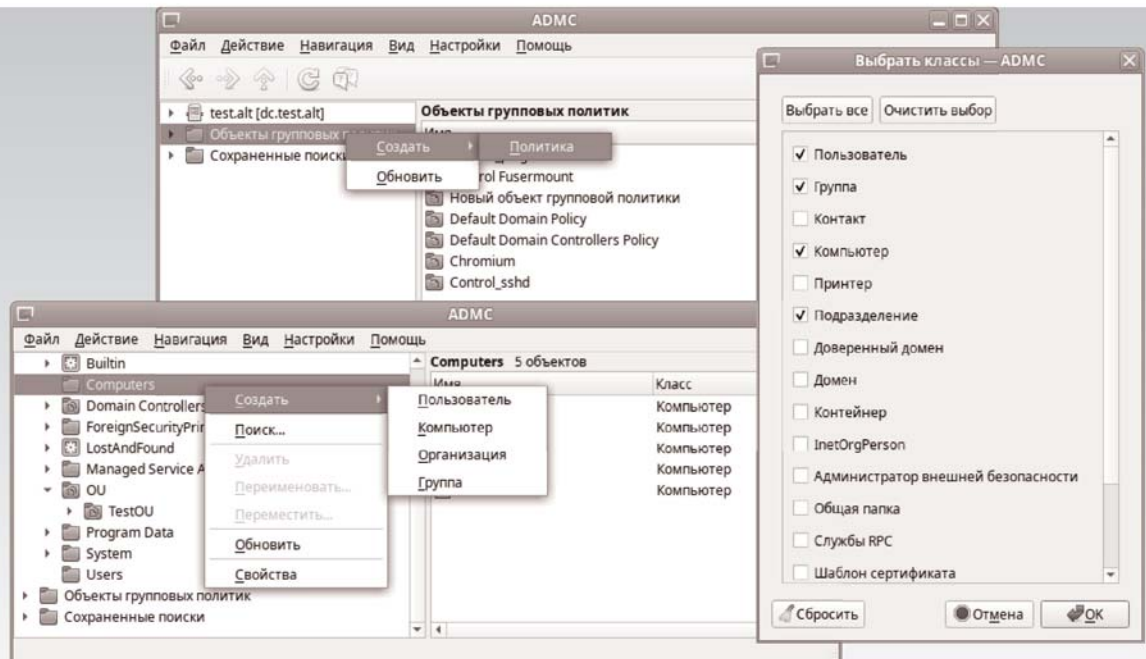 ADMC
Файл Действие Навигация Вид Настройки Помощь
test.alt [dc.test.alt]
Объекты групповых
Сохраненные поиски
Объекты групповых политик
Имя
Создать
Обновить
Политика
rol Fusermount
Новый объект групповой политики
Default Domain Policy
Default Domain Controllers Policy
Chromium
Control_sshd
Выбрать классы — ADMC
Выбрать все
Очистить выбор
Пользователь
Группа
Контакт
Компьютер
Принтер
Подразделение
Доверенный домен
Домен
Контейнер
InetOrgPerson
Администратор внешней безопасности
Общая папка
Службы RPC
Шаблон сертификата
Сбросить
Отмена
OK
ADMC
Файл Действие Навигация Вид Настройки Помощь
Builtin
Computers
Domain Controllers
ForeignSecurityPrin
LostAndFound
Managed Service A
OU
TestOU
Program Data
System
Users
Объекты групповых политик
Сохраненные поиски
Computers 5 объектов
Имя Класс
Компьютер
Компьютер
Компьютер
Компьютер
Компьютер
Создать
Поиск...
Удалить
Переименовать...
Переместить...
Обновить
Свойства
Пользователь
Компьютер
Организация
Группа